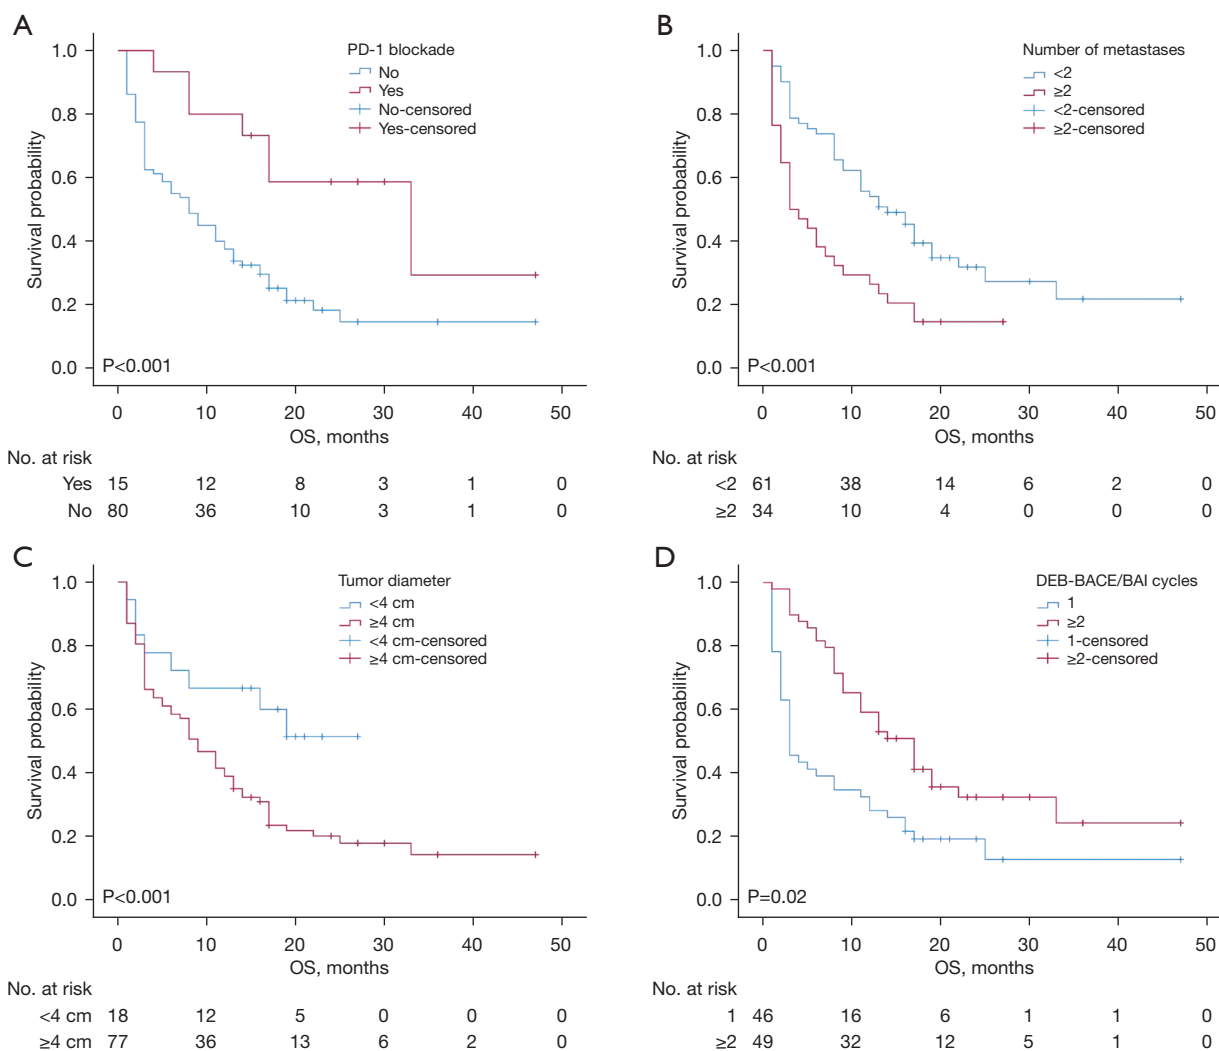 A
PD-1 blockade
No
Yes
No-censored
Yes-censored
Survival probability
1.0
0.8
0.6
0.4
0.2
0.0
P<0.001
0 10 20 30 40 50
OS, months
No. at risk
Yes 15 12 8 3 1 0
No 80 36 10 3 1 0
B
Number of metastases
<2
≥2
<2-censored
≥2-censored
Survival probability
1.0
0.8
0.6
0.4
0.2
0.0
P<0.001
0 10 20 30 40 50
OS, months
No. at risk
<2 61 38 14 6 2 0
≥2 34 10 4 0 0 0
C
Tumor diameter
<4 cm
≥4 cm
<4 cm-censored
≥4 cm-censored
Survival probability
1.0
0.8
0.6
0.4
0.2
0.0
P<0.001
0 10 20 30 40 50
OS, months
No. at risk
<4 cm 18 12 5 0 0 0
≥4 cm 77 36 13 6 2 0
D
DEB-BACE/BAI cycles
1
≥2
1-censored
≥2-censored
Survival probability
1.0
0.8
0.6
0.4
0.2
0.0
P=0.02
0 10 20 30 40 50
OS, months
No. at risk
1 46 16 6 1 1 0
≥2 49 32 12 5 1 0